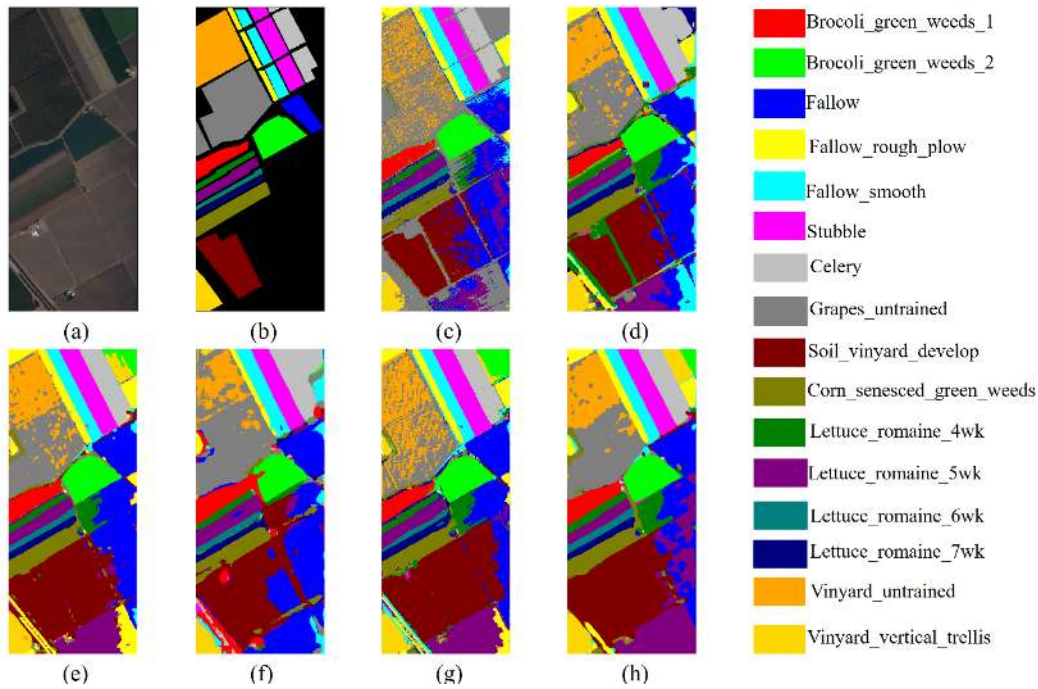 (a)
(b)
(c)
(d)
(e)
(f)
(g)
(h)
Brocoli_green_weeds_1
Brocoli_green_weeds_2
Fallow
Fallow_rough_plow
Fallow_smooth
Stubble
Celery
Grapes_untrained
Soil_vinyard_develop
Corn_senesced_green_weeds
Lettuce_romaine_4wk
Lettuce_romaine_5wk
Lettuce_romaine_6wk
Lettuce_romaine_7wk
Vinyard_untrained
Vinyard_vertical_trellis